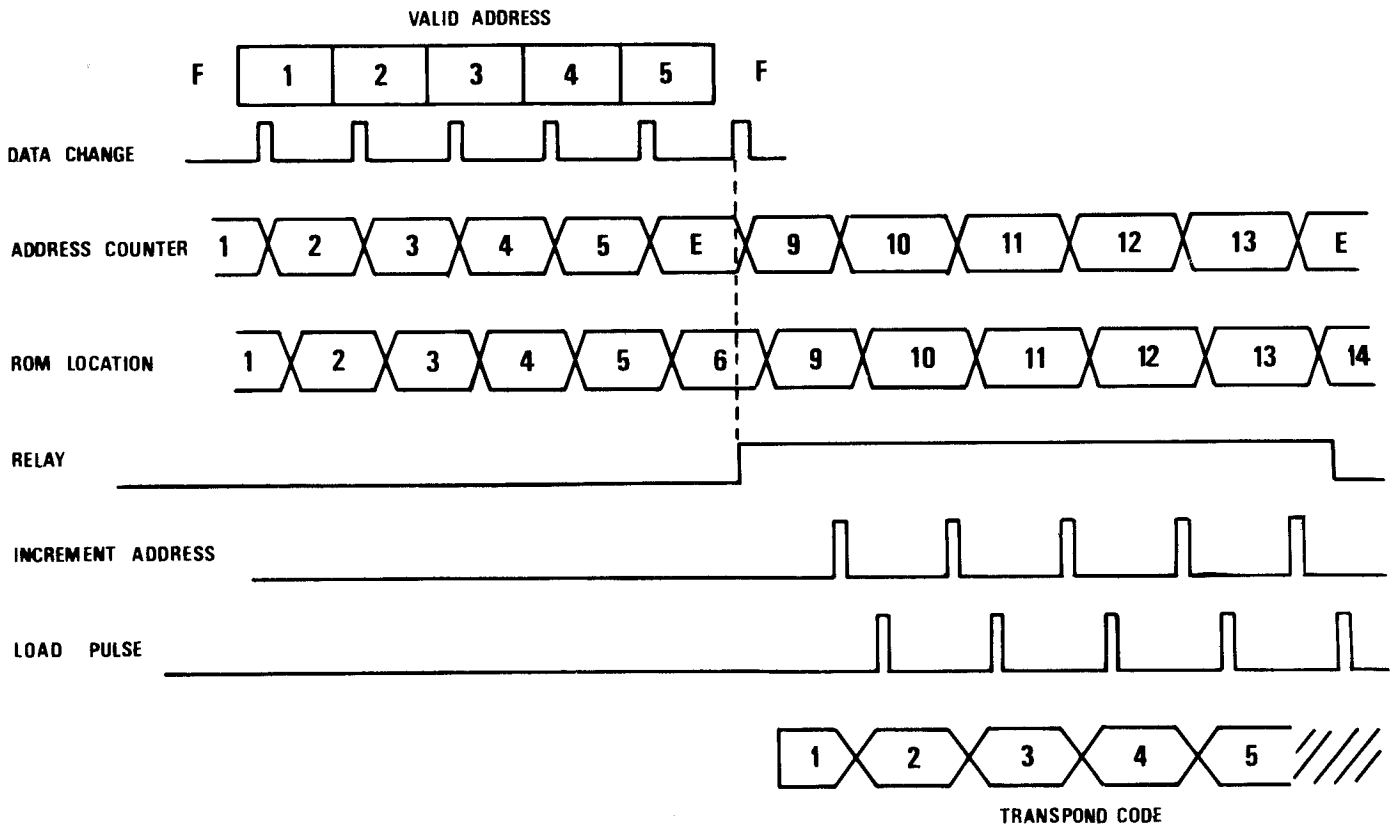 VALID ADDRESS
F 1 2 3 4 5 F
DATA CHANGE
ADDRESS COUNTER 1 2 3 4 5 E 9 10 11 12 13 E
ROM LOCATION 1 2 3 4 5 6 9 10 11 12 13 14
RELAY
INCREMENT ADDRESS
LOAD PULSE
1 2 3 4 5
TRANSPOND CODE